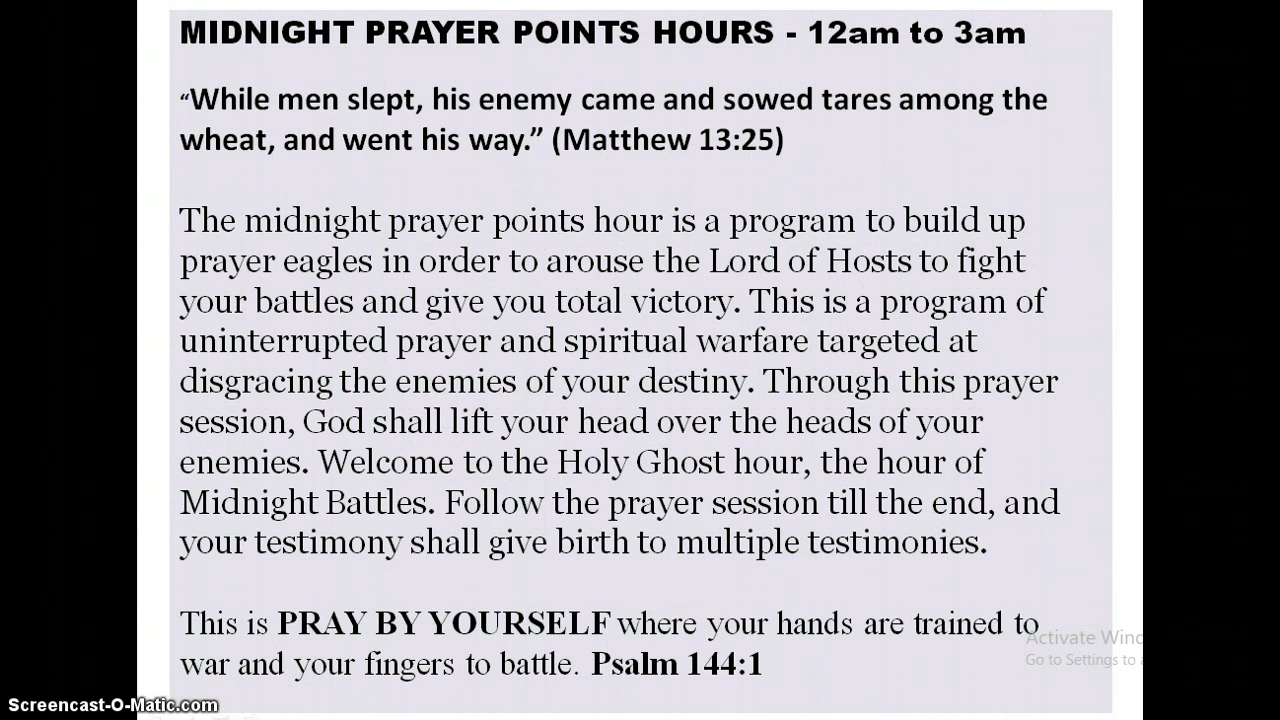 MIDNIGHT PRAYER POINTS HOURS - 12am to 3am
“While men slept, his enemy came and sowed tares among the
wheat, and went his way.” (Matthew 13:25)
The midnight prayer points hour is a program to build up
prayer eagles in order to arouse the Lord of Hosts to fight
your battles and give you total victory. This is a program of
uninterrupted prayer and spiritual warfare targeted at
disgracing the enemies of your destiny. Through this prayer
session, God shall lift your head over the heads of your
enemies. Welcome to the Holy Ghost hour, the hour of
Midnight Battles. Follow the prayer session till the end, and
your testimony shall give birth to multiple testimonies.
This is PRAY BY YOURSELF where your hands are trained to
war and your fingers to battle. Psalm 144:1
Activate Winc
Go to Settings to a
Screencast-O-Matic.com